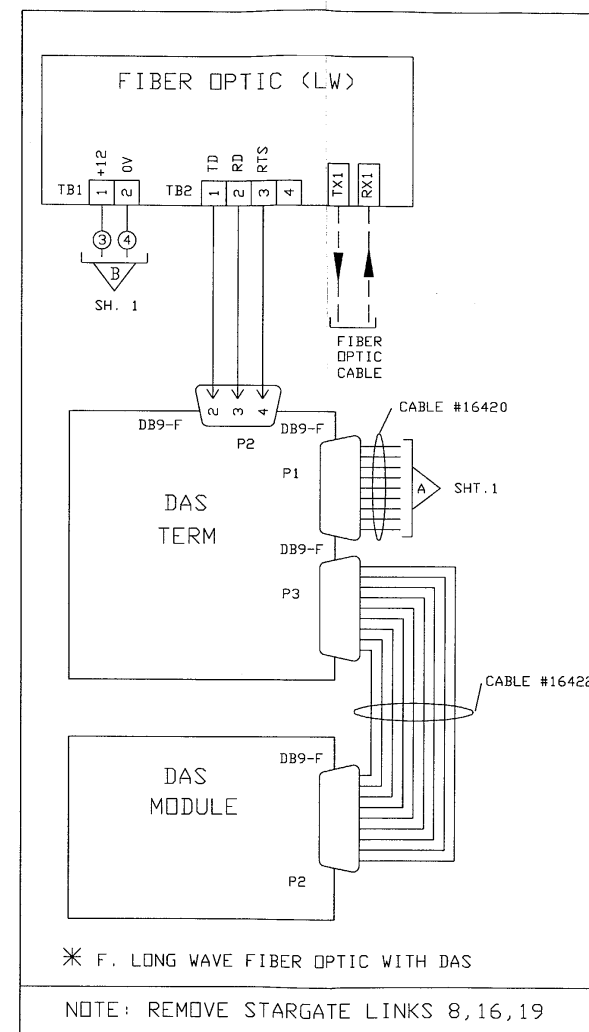 FIBER OPTIC (LW)
+12
0V
TD
RD
RTS
TB1
1
2
TB2
1
2
3
4
TX1
RX1
3
4
B
SH. 1
FIBER
OPTIC
CABLE
2
3
4
DB9-F
P2
DB9-F
CABLE #16420
P1
A
SHT.1
DAS
TERM
DB9-F
P3
CABLE #16422
DB9-F
DAS
MODULE
P2
* F. LONG WAVE FIBER OPTIC WITH DAS
NOTE: REMOVE STARGATE LINKS 8,16,19